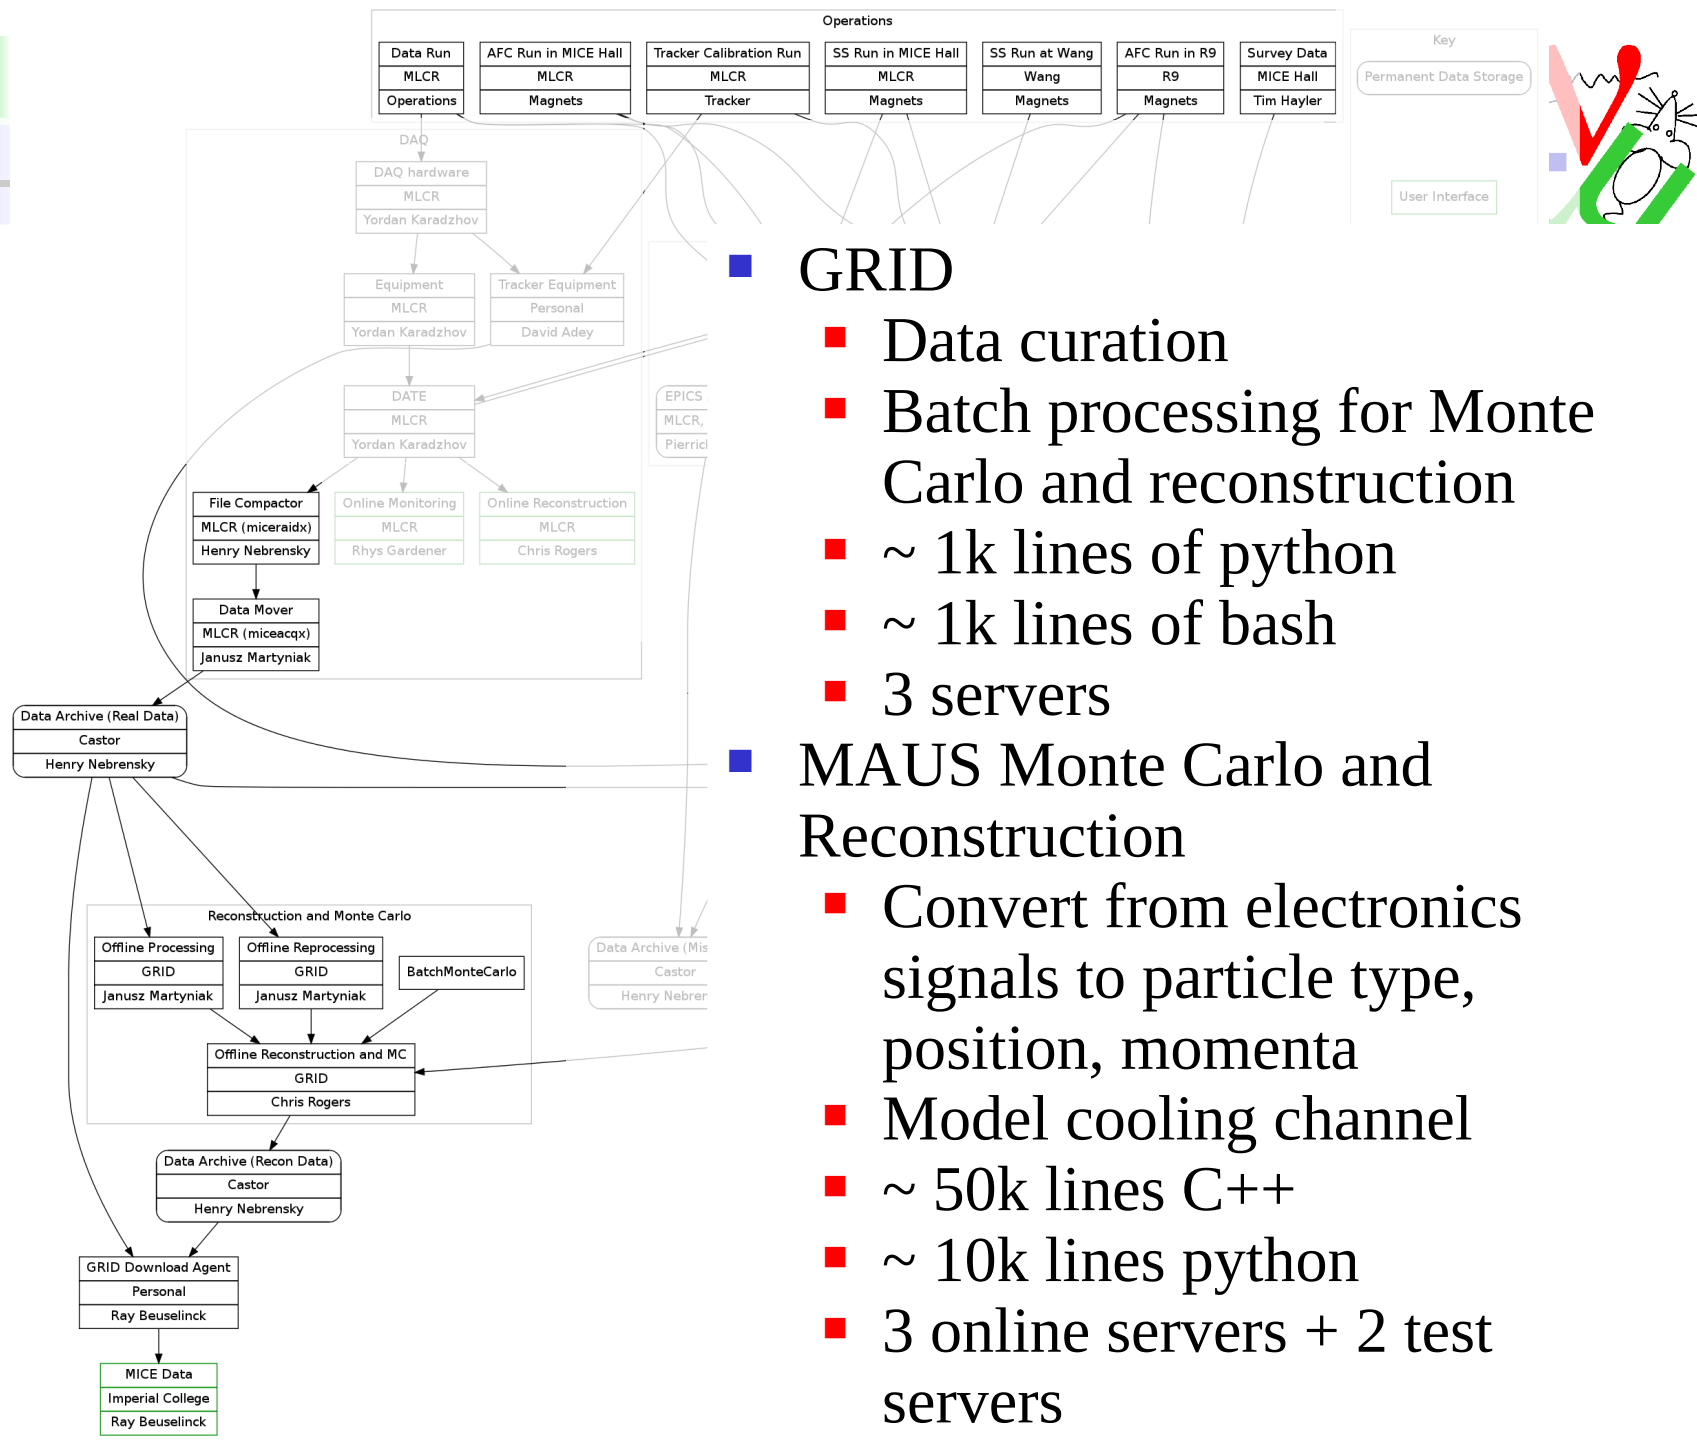 Operations
Data Run
MLCR
Operations
AFC Run in MICE Hall
MLCR
Magnets
Tracker Calibration Run
MLCR
Tracker
SS Run in MICE Hall
MLCR
Magnets
SS Run at Wang
Wang
Magnets
AFC Run in R9
R9
Magnets
Survey Data
MICE Hall
Tim Hayler
Key
Permanent Data Storage
User Interface
DAQ
DAQ hardware
MLCR
Yordan Karadzhov
Equipment
MLCR
Yordan Karadzhov
Tracker Equipment
Personal
David Adey
DATE
MLCR
Yordan Karadzhov
EPICS
MLCR,
File Compactor
MLCR (miceraidx)
Henry Nebrensky
Online Monitoring
MLCR
Rhys Gardener
Online Reconstruction
MLCR
Chris Rogers
Data Mover
MLCR (miceacqx)
Janusz Martyniak
Data Archive (Real Data)
Castor
Henry Nebrensky
Reconstruction and Monte Carlo
Offline Processing
GRID
Janusz Martyniak
Offline Reprocessing
GRID
Janusz Martyniak
BatchMonteCarlo
Offline Reconstruction and MC
GRID
Chris Rogers
Data Archive (Mis
Castor
Henry Nebren
Data Archive (Recon Data)
Castor
Henry Nebrensky
GRID Download Agent
Personal
Ray Beuselinck
MICE Data
Imperial College
Ray Beuselinck
GRID
Data curation
Batch processing for Monte
Carlo and reconstruction
~ 1k lines of python
~ 1k lines of bash
3 servers
MAUS Monte Carlo and
Reconstruction
Convert from electronics
signals to particle type,
position, momenta
Model cooling channel
~ 50k lines C++
~ 10k lines python
3 online servers + 2 test
servers